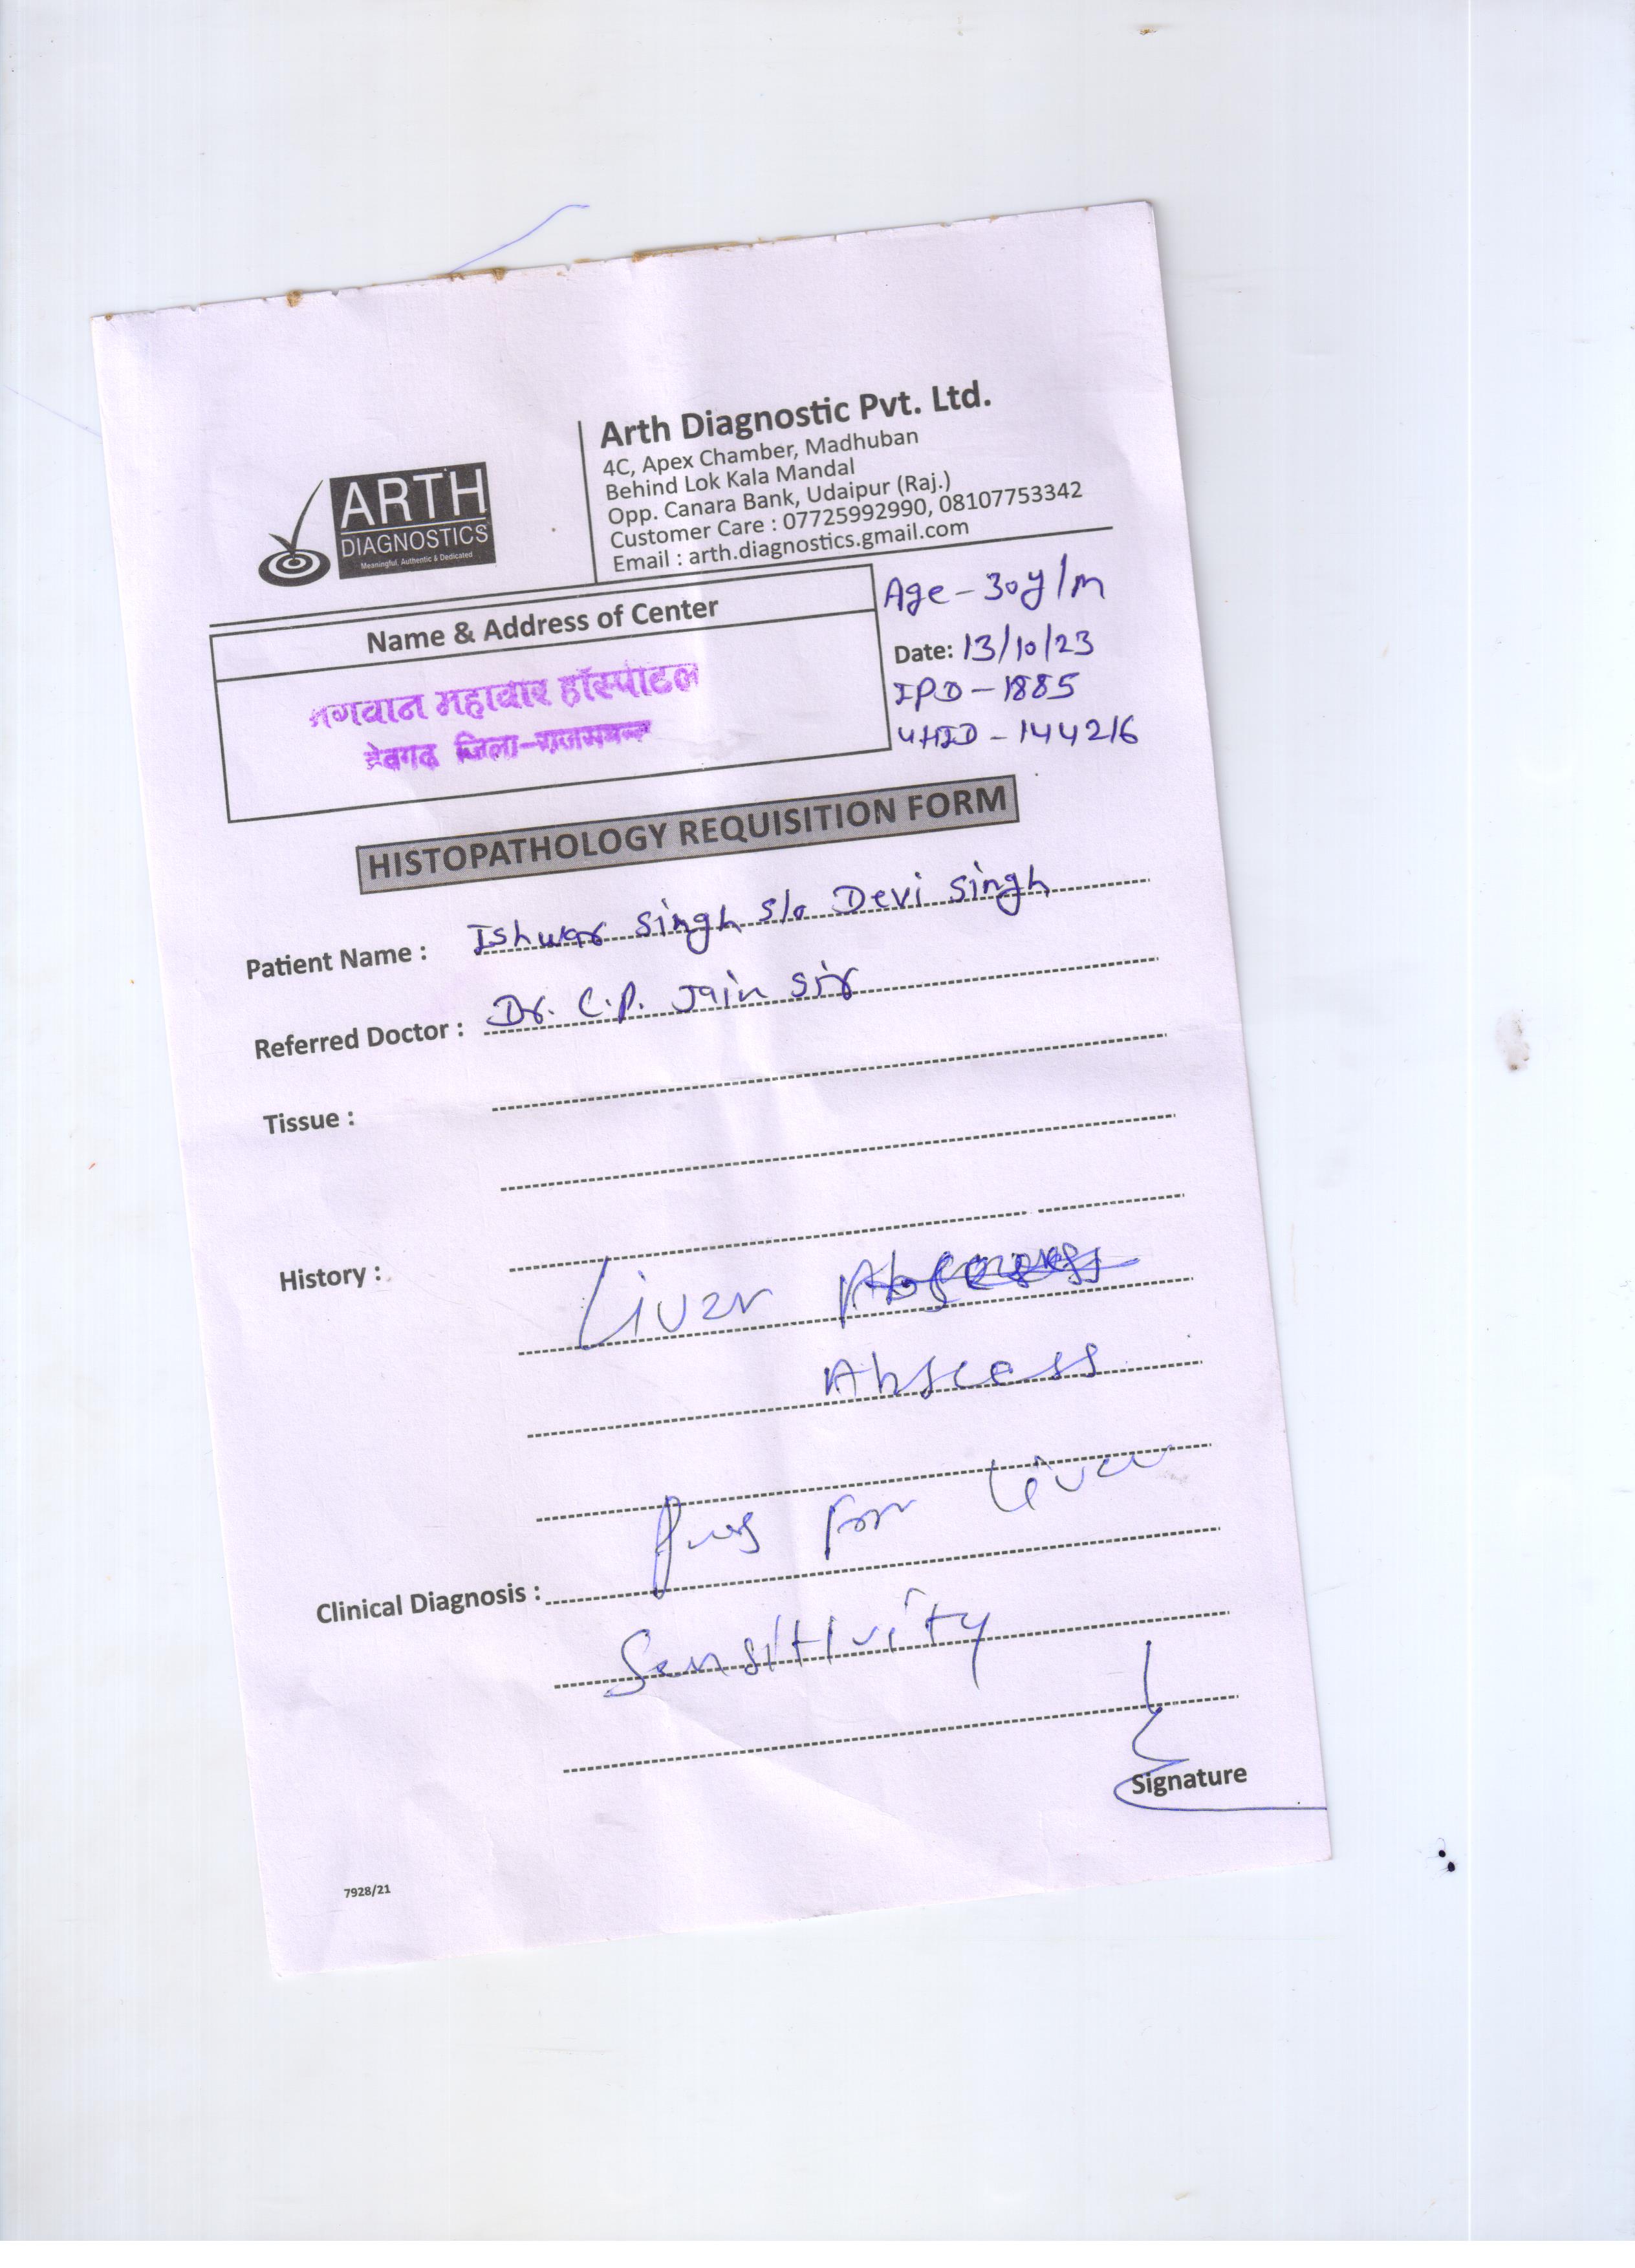 ARTH
DIAGNOSTICS
Meaningful, Authentic & Dedicated
Arth Diagnostic Pvt. Ltd.
4C, Apex Chamber, Madhuban
Behind Lok Kala Mandal
Opp. Canara Bank, Udaipur (Raj.)
Customer Care : 07725992990, 08107753342
Email : arth.diagnostics.gmail.com
Name & Address of Center
भगवान महावीर हॉस्पीटल
देवगढ़ जिला-राजसमन्द
Age - 30y/m
Date: 13/10/23
IPD - 1885
UHID - 144216
HISTOPATHOLOGY REQUISITION FORM
Patient Name : Ishwar Singh S/o Devi Singh
Referred Doctor : Dr. C.P. Jain Sir
Tissue :
History :
Liver
Abscess
Pus for Liver
Clinical Diagnosis :
Sensitivity
Signature
7928/21